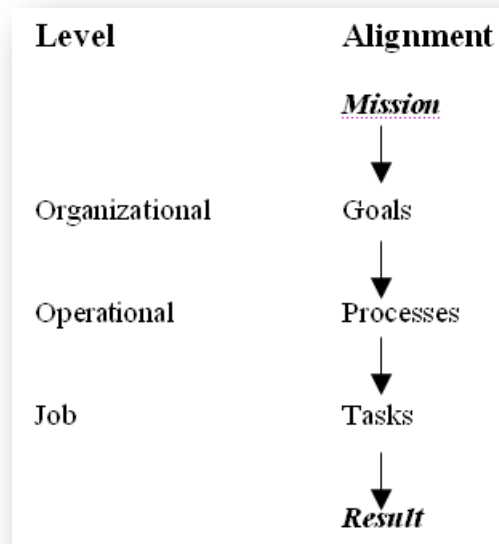 Level Alignment
Mission
Organizational Goals
Operational Processes
Job Tasks
Result